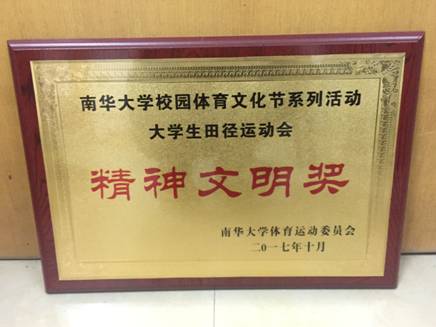 南华大学校园体育文化节系列活动
大学生田径运动会
精神文明奖
南华大学体育运动委员会
二〇一七年十月